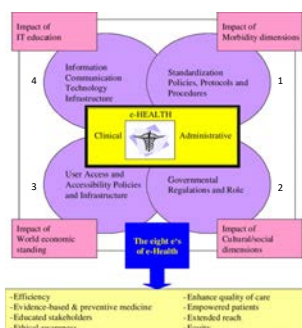 Impact of
IT education
Impact of
Morbidity dimensions
4
Information
Communication
Technology
Infrastructure
Standardization
Policies, Protocols and
Procedures
1
e-HEALTH
Clinical
Administrative
3
User Access and
Accessibility Policies
and Infrastructure
Governmental
Regulations and Role
2
Impact of
World economic
standing
The eight e's
of e-Health
Impact of
Cultural/social
dimensions
-Efficiency
-Evidence-based & preventive medicine
-Educated stakeholders
-Ethical awareness
-Enhance quality of care
-Empowered patients
-Extended reach